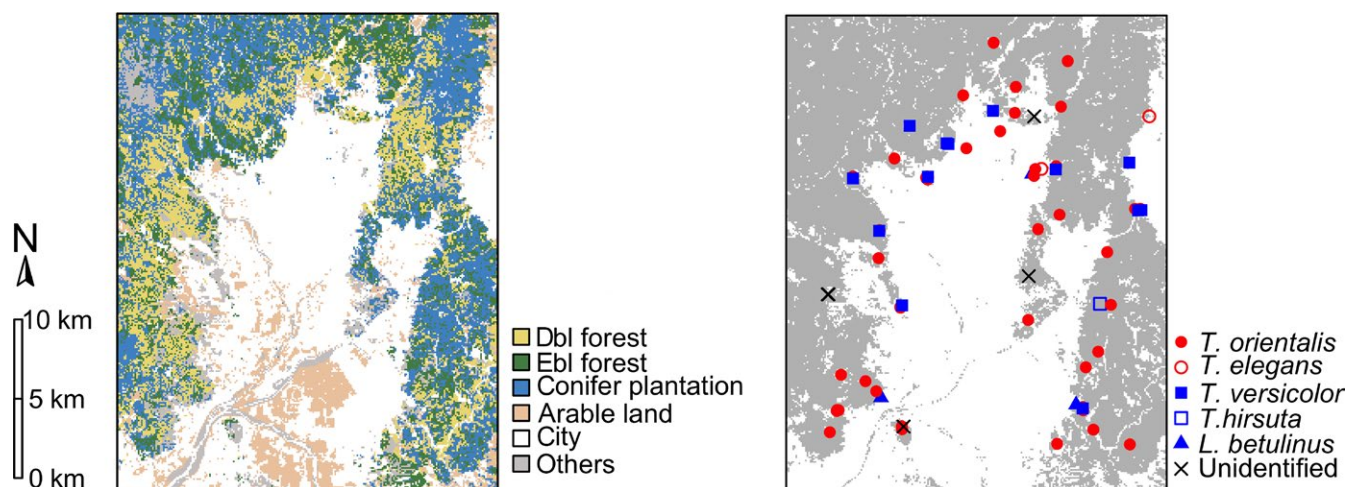 N
10 km
5 km
0 km
Dbl forest
Ebl forest
Conifer plantation
Arable land
City
Others
T. orientalis
T. elegans
T. versicolor
T.hirsuta
L. betulinus
Unidentified